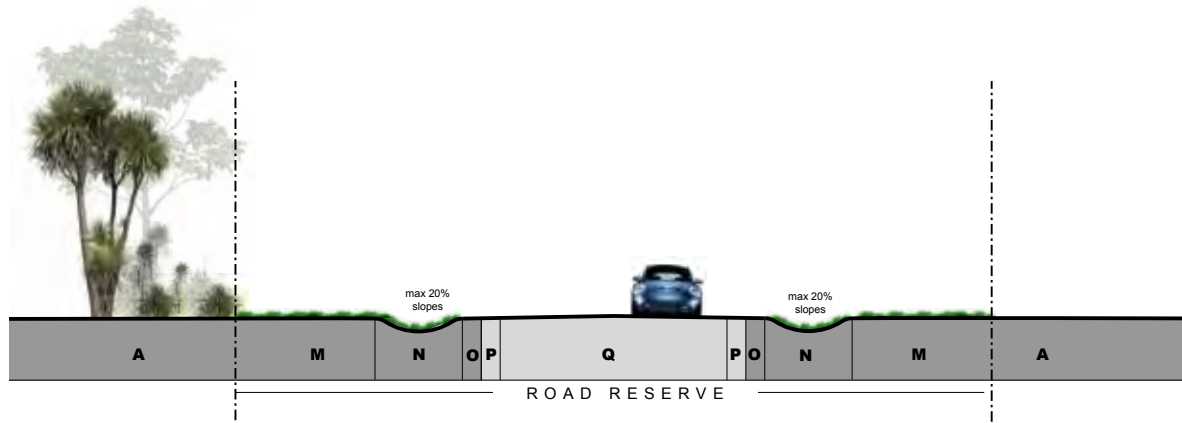 max 20%
slopes
max 20%
slopes
A M N O P Q P O N M A
ROAD RESERVE